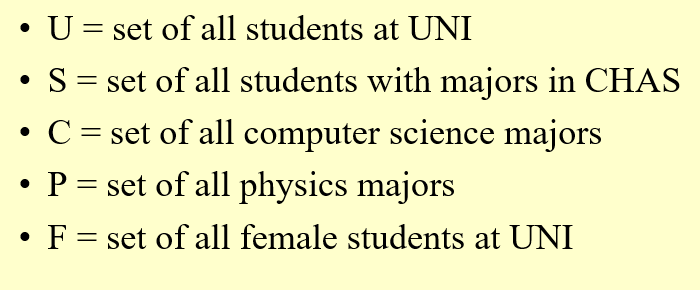 • U = set of all students at UNI
• S = set of all students with majors in CHAS
• C = set of all computer science majors
• P = set of all physics majors
• F = set of all female students at UNI